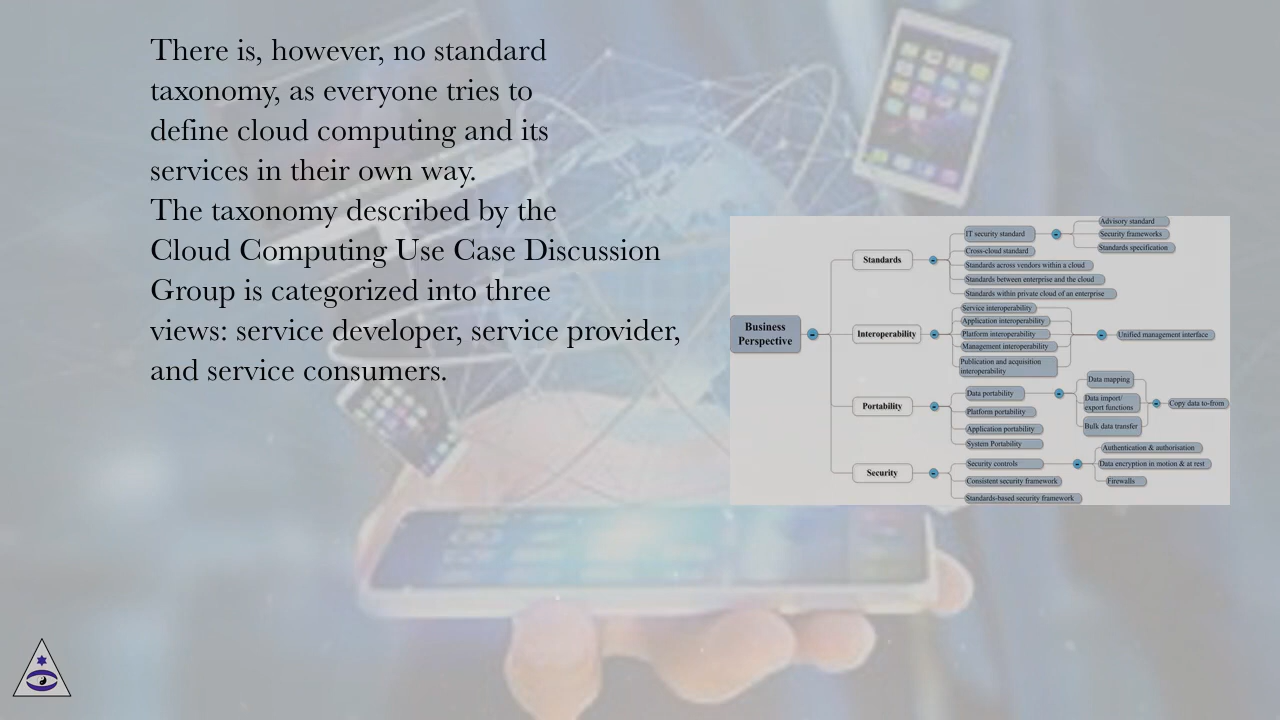 There is, however, no standard
taxonomy, as everyone tries to
define cloud computing and its
services in their own way.
The taxonomy described by the
Cloud Computing Use Case Discussion
Group is categorized into three
views: service developer, service provider,
and service consumers.
Business
Perspective
Standards
IT security standard
Advisory standard
Security frameworks
Standards specification
Cross-cloud standard
Standards across vendors within a cloud
Standards between enterprise and the cloud
Standards within private cloud of an enterprise
Interoperability
Service interoperability
Application interoperability
Platform interoperability
Management interoperability
Publication and acquisition
interoperability
Unified management interface
Portability
Data portability
Data mapping
Data import/
export functions
Bulk data transfer
Copy data to-from
Platform portability
Application portability
System Portability
Security
Security controls
Authentication & authorisation
Data encryption in motion & at rest
Firewalls
Consistent security framework
Standards-based security framework